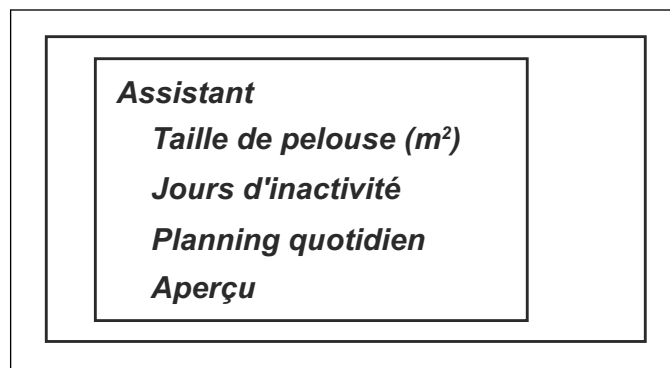 Assistant
Taille de pelouse (m²)
Jours d'inactivité
Planning quotidien
Aperçu